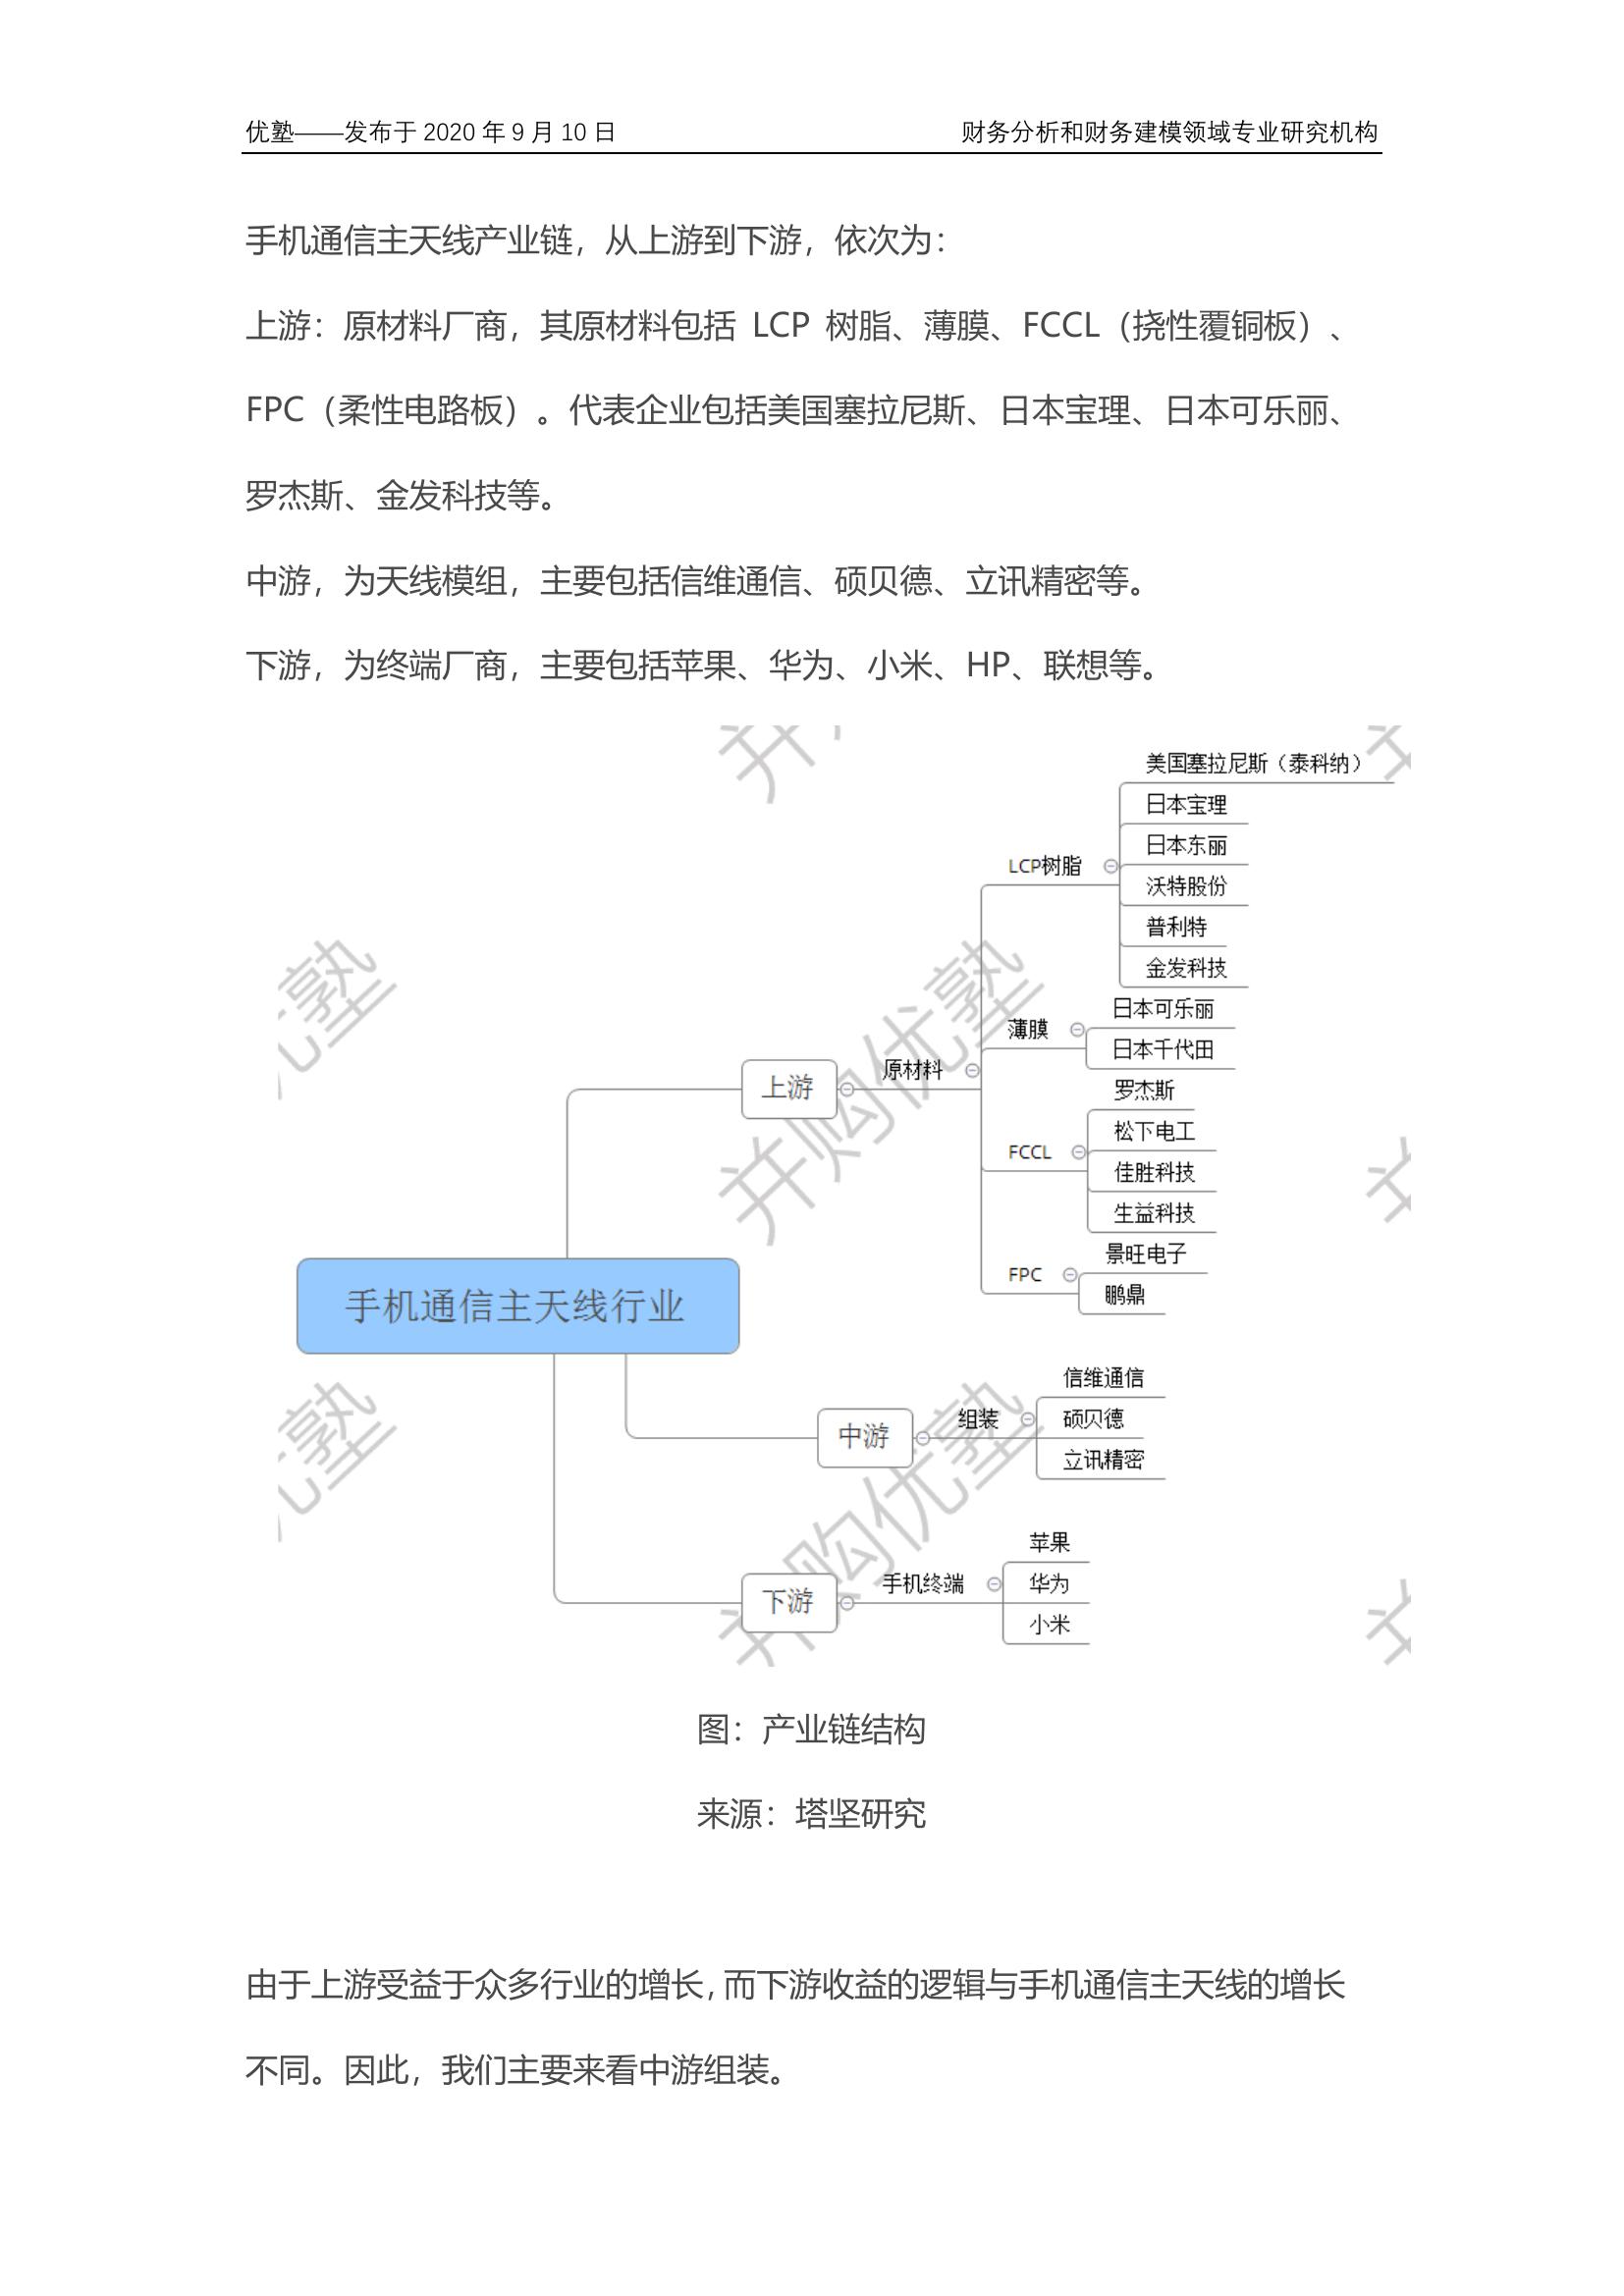 优塾——发布于 2020 年 9 月 10 日 财务分析和财务建模领域专业研究机构
手机通信主天线产业链，从上游到下游，依次为：
上游：原材料厂商，其原材料包括 LCP 树脂、薄膜、FCCL（挠性覆铜板）、
FPC（柔性电路板）。代表企业包括美国塞拉尼斯、日本宝理、日本可乐丽、
罗杰斯、金发科技等。
中游，为天线模组，主要包括信维通信、硕贝德、立讯精密等。
下游，为终端厂商，主要包括苹果、华为、小米、HP、联想等。
手机通信主天线行业
上游
原材料
LCP树脂
美国塞拉尼斯（泰科纳）
日本宝理
日本东丽
沃特股份
普利特
金发科技
薄膜
日本可乐丽
日本千代田
FCCL
罗杰斯
松下电工
佳胜科技
生益科技
FPC
景旺电子
鹏鼎
中游
组装
信维通信
硕贝德
立讯精密
下游
手机终端
苹果
华为
小米
并购优塾
并购优塾
优塾
优塾
并
并
并
并
图：产业链结构
来源：塔坚研究
由于上游受益于众多行业的增长，而下游收益的逻辑与手机通信主天线的增长
不同。因此，我们主要来看中游组装。